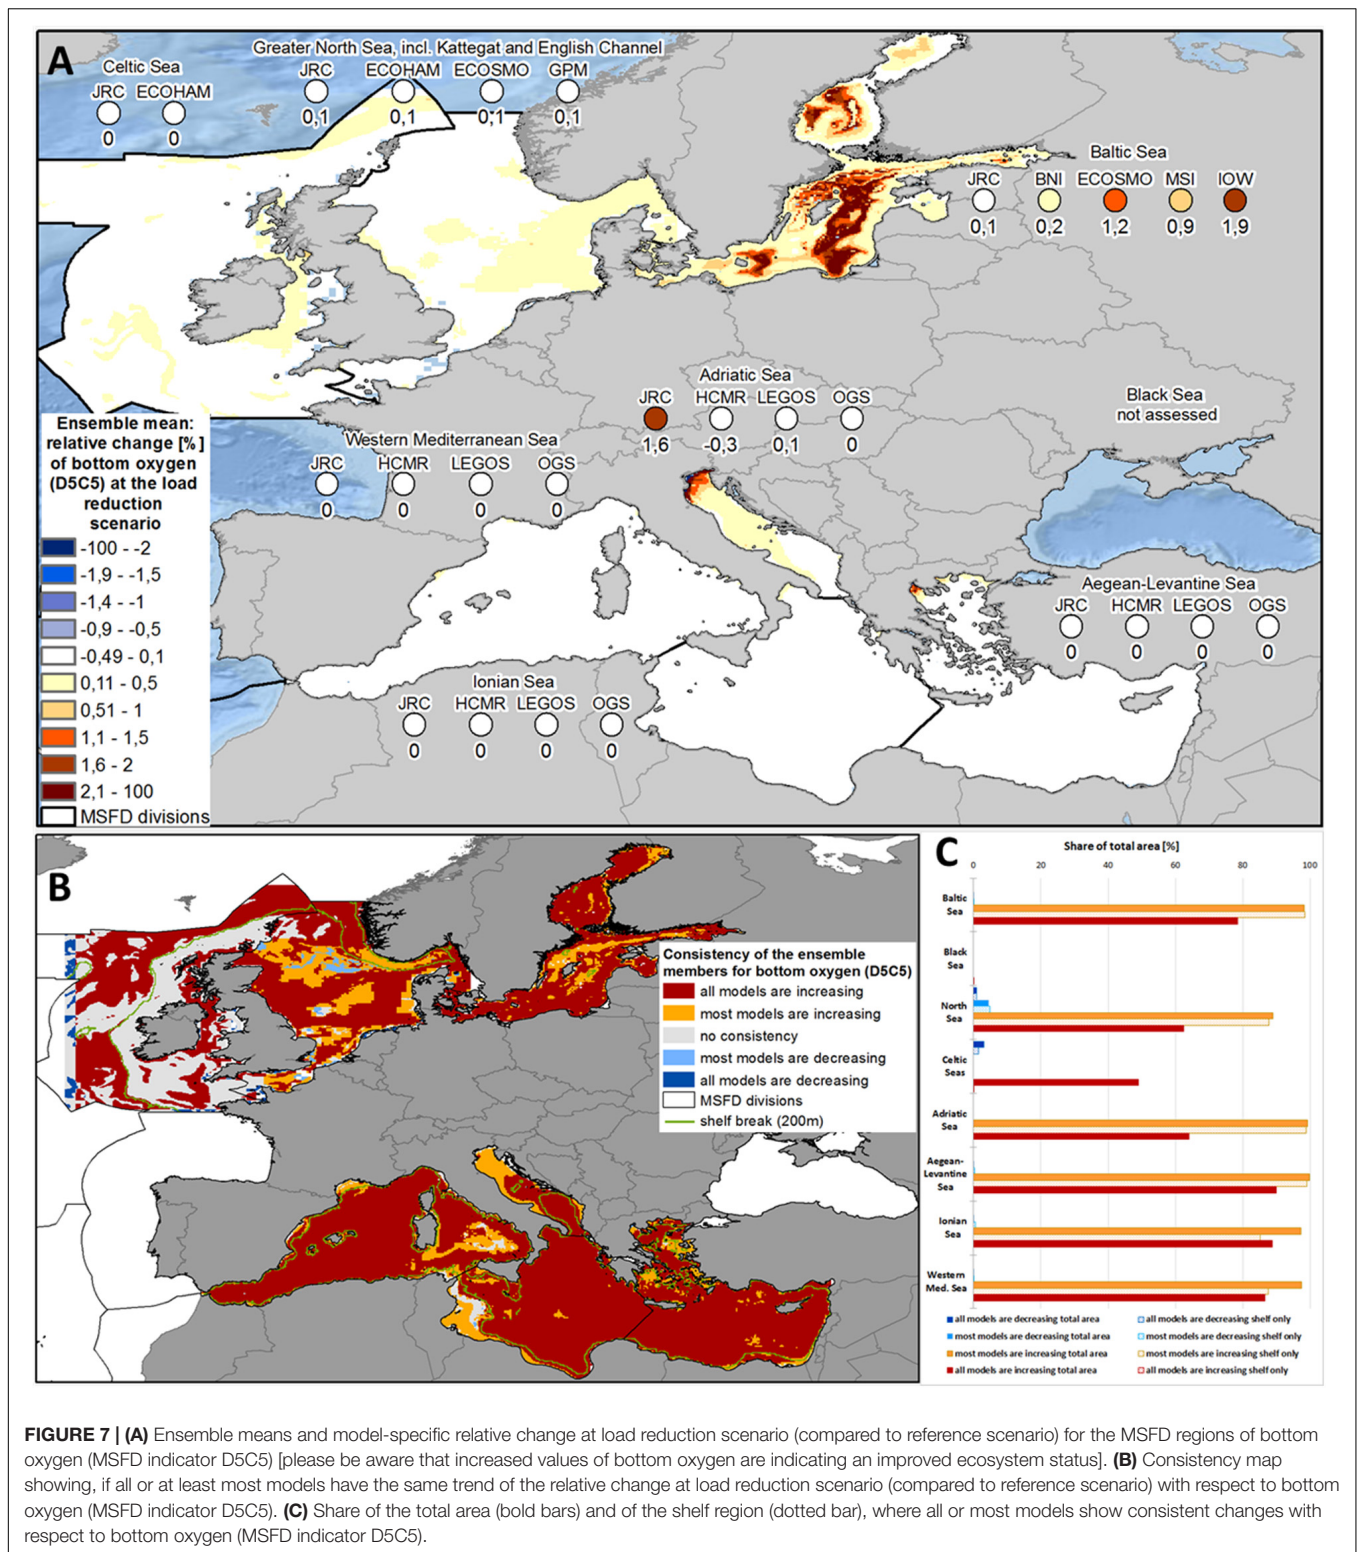 A
Greater North Sea, incl. Kattegat and English Channel
Celtic Sea
JRC ECOHAM ECOSMO GPM
JRC ECOHAM
0,1 0,1 0,1 0,1
0 0
Baltic Sea
JRC BNI ECOSMO MSI IOW
0,1 0,2 1,2 0,9 1,9
Adriatic Sea
JRC HCMR LEGOS OGS
1,6 -0,3 0,1 0
Black Sea
not assessed
Western Mediterranean Sea
JRC HCMR LEGOS OGS
0 0 0 0
Aegean-Levantine Sea
JRC HCMR LEGOS OGS
0 0 0 0
Ionian Sea
JRC HCMR LEGOS OGS
0 0 0 0
Ensemble mean:
relative change [%]
of bottom oxygen
(D5C5) at the load
reduction
scenario
-100 - -2
-1,9 - -1,5
-1,4 - -1
-0,9 - -0,5
-0,49 - 0,1
0,11 - 0,5
0,51 - 1
1,1 - 1,5
1,6 - 2
2,1 - 100
MSFD divisions
B
Consistency of the ensemble
members for bottom oxygen (D5C5)
all models are increasing
most models are increasing
no consistency
most models are decreasing
all models are decreasing
MSFD divisions
shelf break (200m)
C
Share of total area [%]
0 20 40 60 80 100
Baltic
Sea
Black
Sea
North
Sea
Celtic
Seas
Adriatic
Sea
Aegean-
Levantine
Sea
Ionian
Sea
Western
Med. Sea
all models are decreasing total area all models are decreasing shelf only
most models are decreasing total area most models are decreasing shelf only
most models are increasing total area most models are increasing shelf only
all models are increasing total area all models are increasing shelf only
FIGURE 7 | (A) Ensemble means and model-specific relative change at load reduction scenario (compared to reference scenario) for the MSFD regions of bottom
oxygen (MSFD indicator D5C5) [please be aware that increased values of bottom oxygen are indicating an improved ecosystem status]. (B) Consistency map
showing, if all or at least most models have the same trend of the relative change at load reduction scenario (compared to reference scenario) with respect to bottom
oxygen (MSFD indicator D5C5). (C) Share of the total area (bold bars) and of the shelf region (dotted bar), where all or most models show consistent changes with
respect to bottom oxygen (MSFD indicator D5C5).